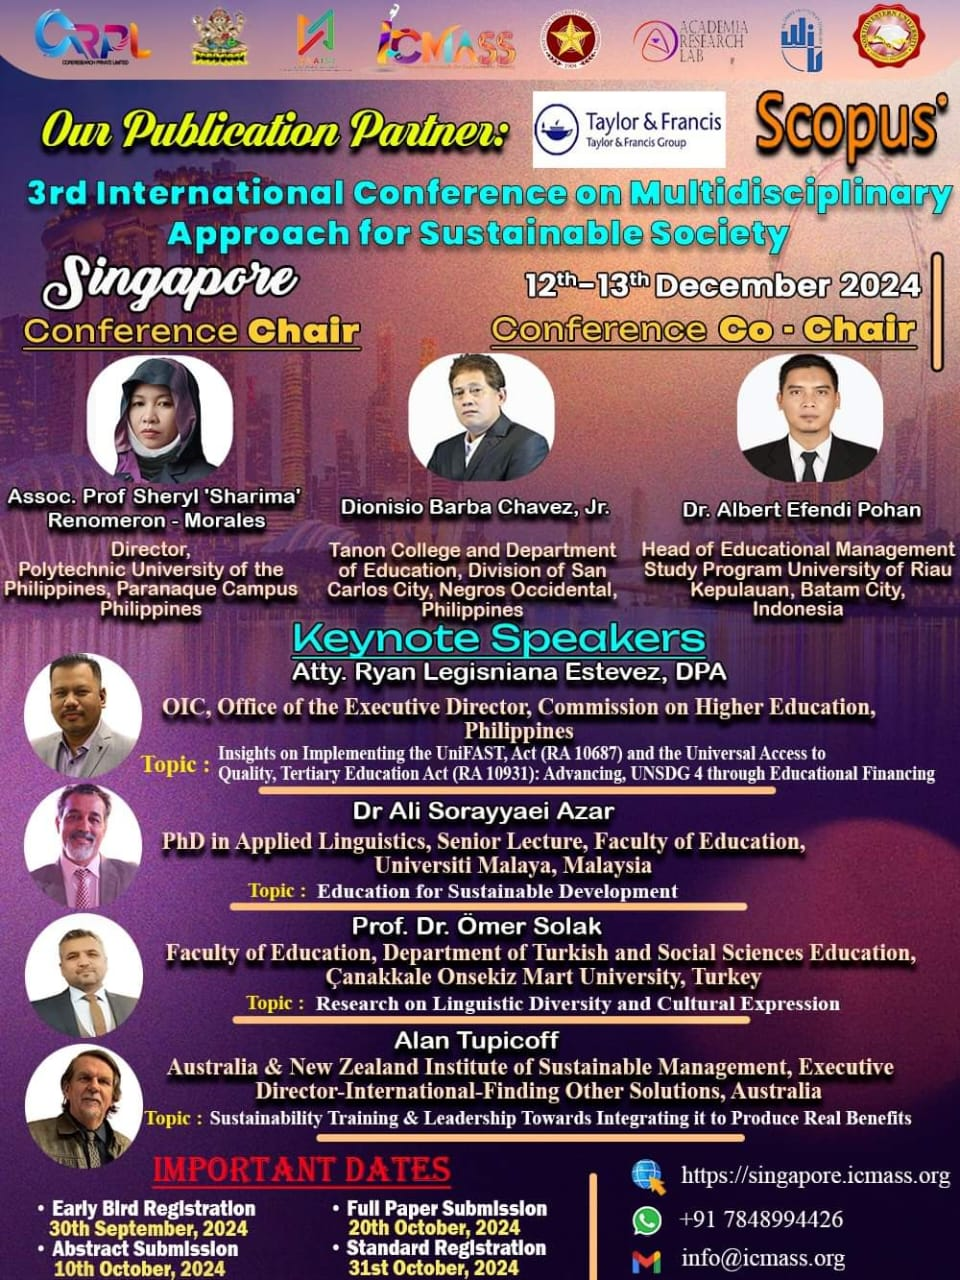 CRPL
CORERESEARCH PRIVATE LIMITED
ICMASS
ACADEMIA
RESEARCH
LAB
Our Publication Partner:
Taylor & Francis
Taylor & Francis Group
Scopus
3rd International Conference on Multidisciplinary
Approach for Sustainable Society
Singapore
12th-13th December 2024
Conference Chair
Conference Co - Chair
Assoc. Prof Sheryl 'Sharima'
Renomeron - Morales
Director,
Polytechnic University of the
Philippines, Paranaque Campus
Philippines
Dionisio Barba Chavez, Jr.
Tanon College and Department
of Education, Division of San
Carlos City, Negros Occidental,
Philippines
Dr. Albert Efendi Pohan
Head of Educational Management
Study Program University of Riau
Kepulauan, Batam City,
Indonesia
Keynote Speakers
Atty. Ryan Legisniana Estevez, DPA
OIC, Office of the Executive Director, Commission on Higher Education,
Philippines
Topic : Insights on Implementing the UniFAST, Act (RA 10687) and the Universal Access to
Quality, Tertiary Education Act (RA 10931): Advancing, UNSDG 4 through Educational Financing
Dr Ali Sorayyaei Azar
PhD in Applied Linguistics, Senior Lecture, Faculty of Education,
Universiti Malaya, Malaysia
Topic : Education for Sustainable Development
Prof. Dr. Ömer Solak
Faculty of Education, Department of Turkish and Social Sciences Education,
Çanakkale Onsekiz Mart University, Turkey
Topic : Research on Linguistic Diversity and Cultural Expression
Alan Tupicoff
Australia & New Zealand Institute of Sustainable Management, Executive
Director-International-Finding Other Solutions, Australia
Topic : Sustainability Training & Leadership Towards Integrating it to Produce Real Benefits
IMPORTANT DATES
• Early Bird Registration
30th September, 2024
• Abstract Submission
10th October, 2024
• Full Paper Submission
20th October, 2024
• Standard Registration
31st October, 2024
https://singapore.icmass.org
+91 7848994426
info@icmass.org